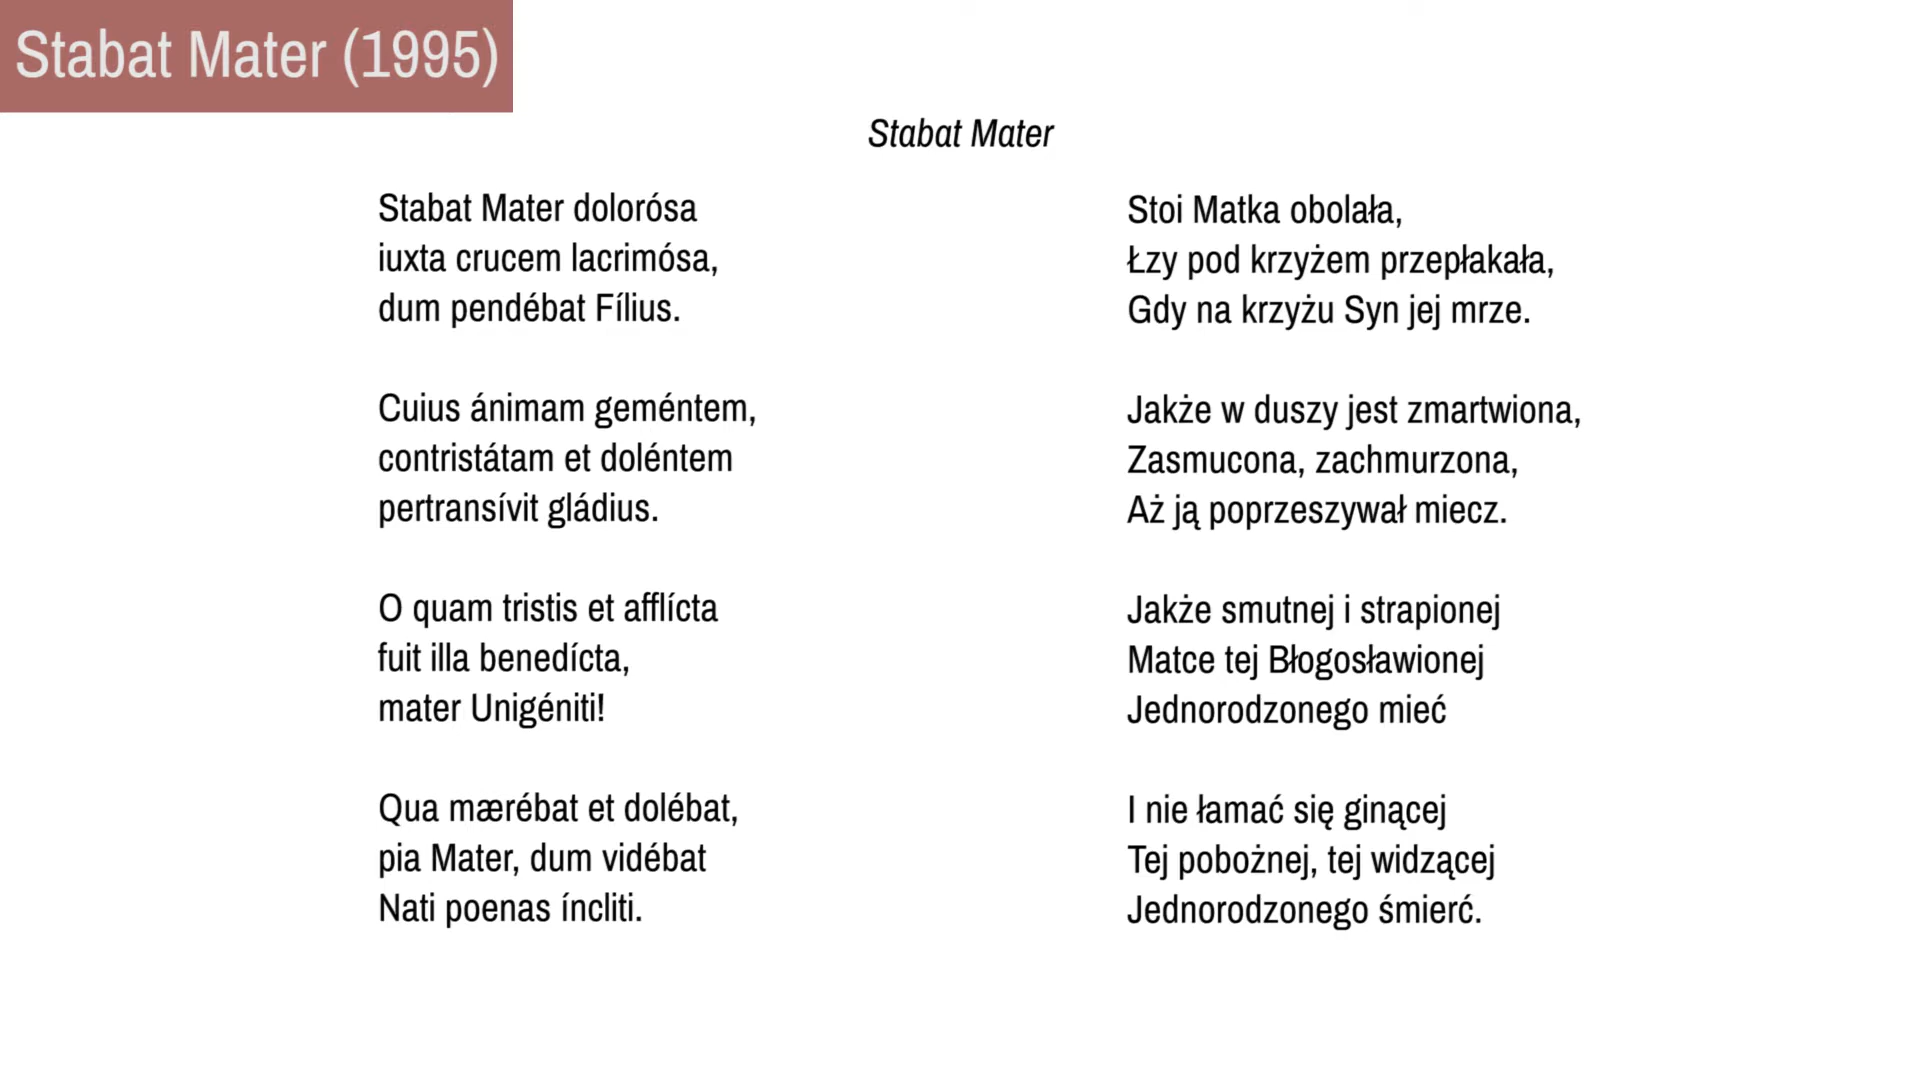 Stabat Mater (1995)
Stabat Mater
Stabat Mater dolorósa
iuxta crucem lacrimósa,
dum pendébat Fílius.
Cuius ánimam geméntem,
contristátam et doléntem
pertransívit gládius.
O quam tristis et afflícta
fuit illa benedícta,
mater Unigéniti!
Qua mærébat et dolébat,
pia Mater, dum vidébat
Nati poenas íncliti.
Stoi Matka obolała,
Łzy pod krzyżem przepłakała,
Gdy na krzyżu Syn jej mrze.
Jakże w duszy jest zmartwiona,
Zasmucona, zachmurzona,
Aż ją poprzeszywał miecz.
Jakże smutnej i strapionej
Matce tej Błogosławionej
Jednorodzonego mieć
I nie łamać się ginącej
Tej pobożnej, tej widzącej
Jednorodzonego śmierć.